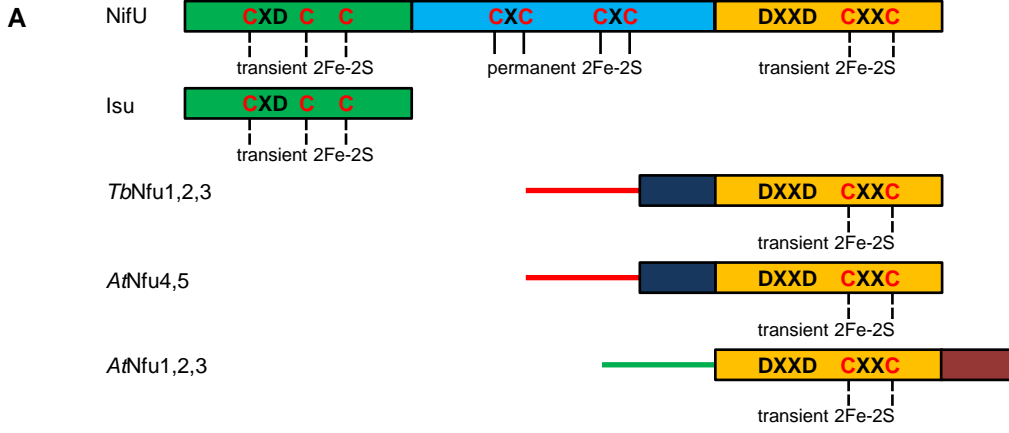 A
NifU CXD C C CXC CXC DXXD CXXC
transient 2Fe-2S permanent 2Fe-2S transient 2Fe-2S
Isu CXD C C
transient 2Fe-2S
TbNfu1,2,3 DXXD CXXC
transient 2Fe-2S
AtNfu4,5 DXXD CXXC
transient 2Fe-2S
AtNfu1,2,3 DXXD CXXC
transient 2Fe-2S